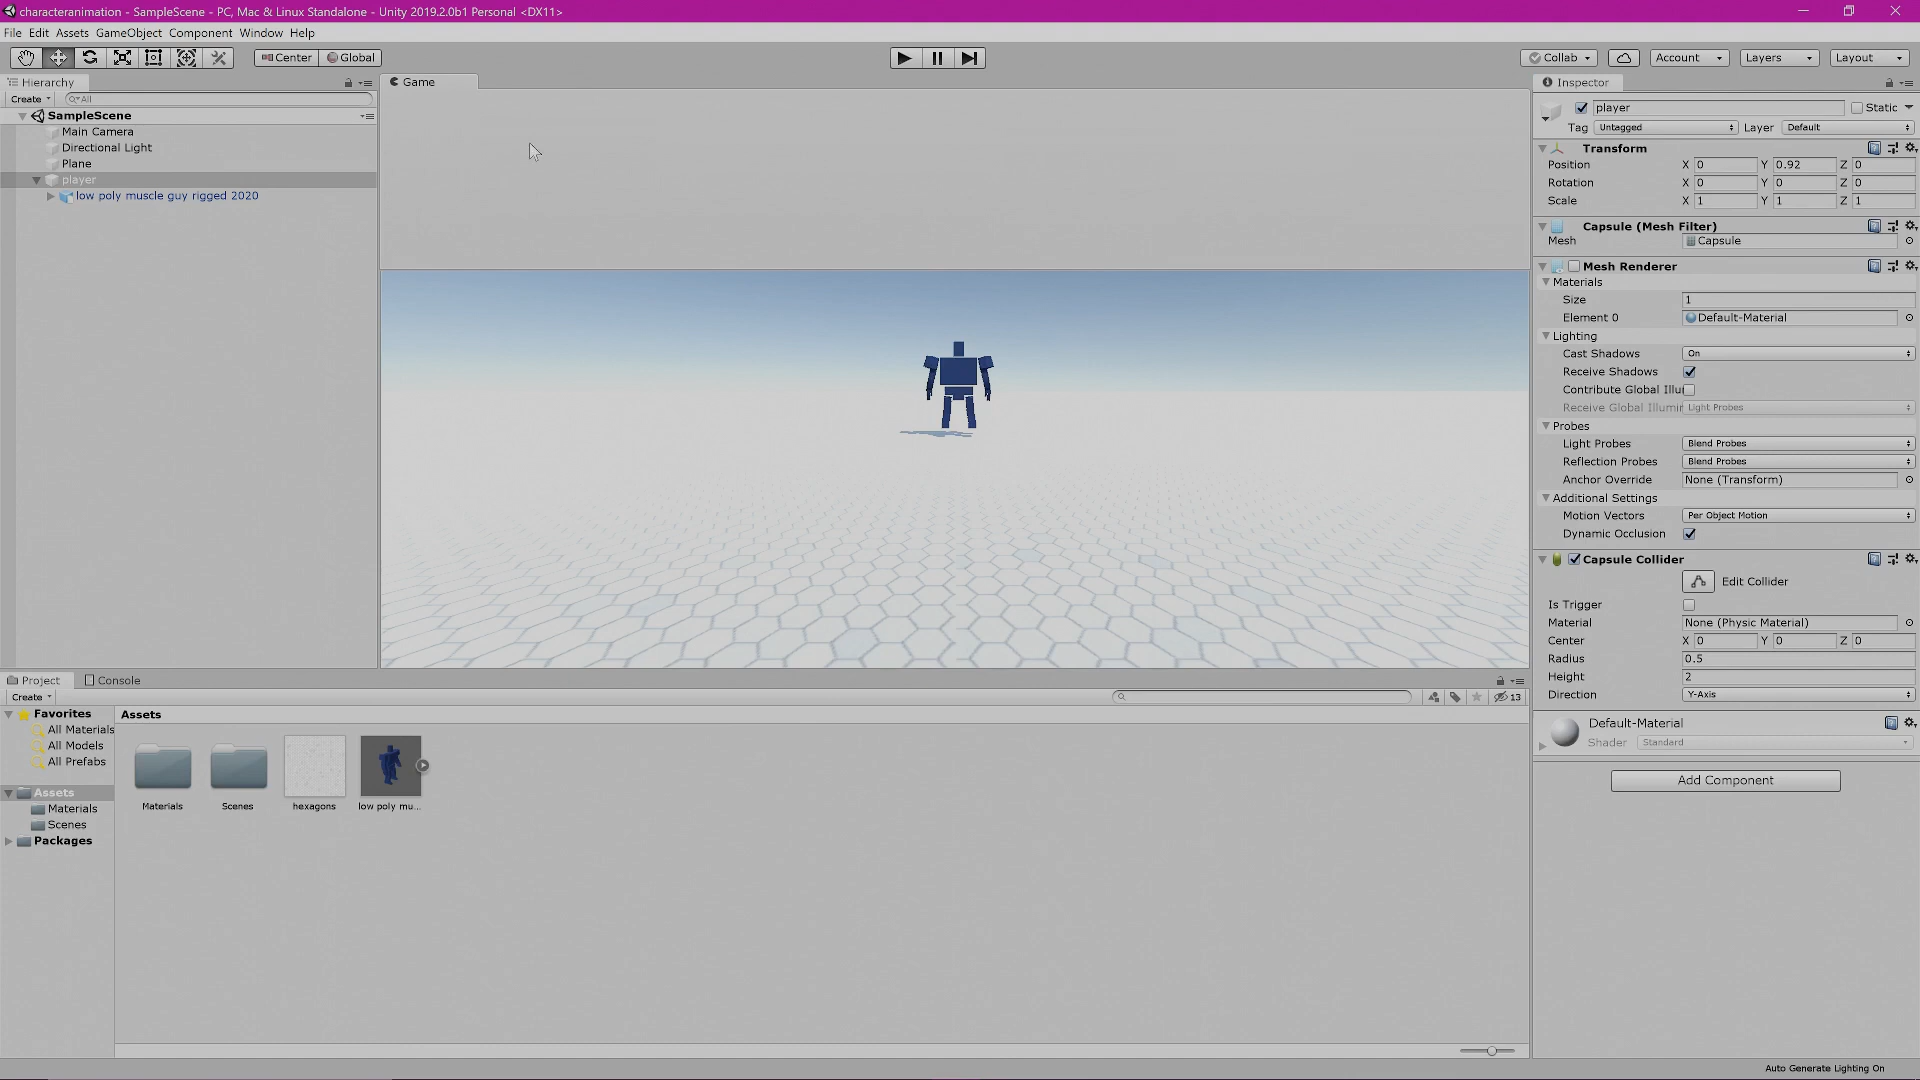 characteranimation - SampleScene - PC, Mac & Linux Standalone - Unity 2019.2.0b1 Personal <DX11>
File Edit Assets GameObject Component Window Help
Center Global Collab Account Layers Layout
Hierarchy
Create All
SampleScene
Main Camera
Directional Light
Plane
player
low poly muscle guy rigged 2020
Game
Inspector
player Static
Tag Untagged Layer Default
Transform
Position X 0 Y 0.92 Z 0
Rotation X 0 Y 0 Z 0
Scale X 1 Y 1 Z 1
Capsule (Mesh Filter)
Mesh Capsule
Mesh Renderer
Materials
Size 1
Element 0 Default-Material
Lighting
Cast Shadows On
Receive Shadows
Contribute Global Illu
Receive Global Illumin Light Probes
Probes
Light Probes Blend Probes
Reflection Probes Blend Probes
Anchor Override None (Transform)
Additional Settings
Motion Vectors Per Object Motion
Dynamic Occlusion
Capsule Collider
Edit Collider
Is Trigger
Material None (Physic Material)
Center X 0 Y 0 Z 0
Radius 0.5
Height 2
Direction Y-Axis
Default-Material
Shader Standard
Add Component
Project Console
Create 13
Favorites
All Materials
All Models
All Prefabs
Assets
Materials
Scenes
Packages
Assets
Materials Scenes hexagons low poly mu...
Auto Generate Lighting On